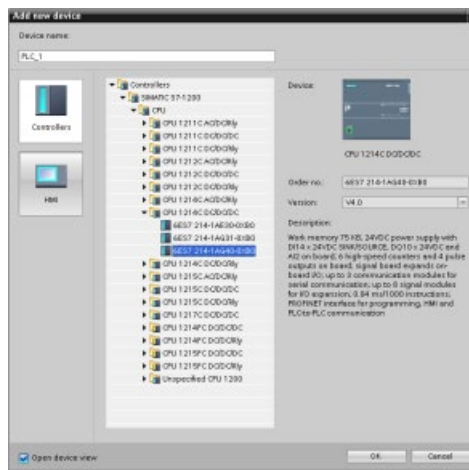 Add new device
Device name:
PLC_1
Controllers
HMI
Controllers
SIMATIC S7-1200
CPU
CPU 1211C AC/DC/Rly
CPU 1211C DC/DC/DC
CPU 1211C DC/DC/Rly
CPU 1212C AC/DC/Rly
CPU 1212C DC/DC/DC
CPU 1212C DC/DC/Rly
CPU 1214C AC/DC/Rly
CPU 1214C DC/DC/DC
6ES7 214-1AE30-0XB0
6ES7 214-1AG31-0XB0
6ES7 214-1AG40-0XB0
CPU 1214C DC/DC/Rly
CPU 1215C AC/DC/Rly
CPU 1215C DC/DC/DC
CPU 1215C DC/DC/Rly
CPU 1217C DC/DC/DC
CPU 1214FC DC/DC/DC
CPU 1214FC DC/DC/Rly
CPU 1215FC DC/DC/DC
CPU 1215FC DC/DC/Rly
Unspecified CPU 1200
Device:
CPU 1214C DC/DC/DC
Order no.: 6ES7 214-1AG40-0XB0
Version: V4.0
Description:
Work memory 75 KB; 24VDC power supply with
DI14 x 24VDC SINK/SOURCE, DQ10 x 24VDC and
AI2 on board; 6 high-speed counters and 4 pulse
outputs on board; signal board expands on-
board I/O; up to 3 communication modules for
serial communication; up to 8 signal modules
for I/O expansion; 0.04 ms/1000 instructions;
PROFINET interface for programming, HMI and
PLC-to-PLC communication
Open device view
OK
Cancel